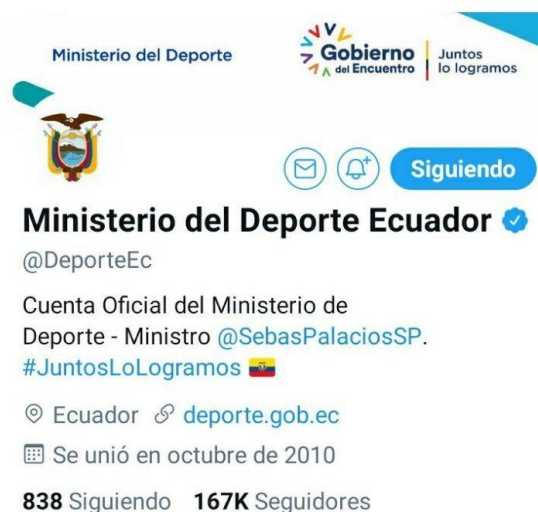 Ministerio del Deporte
Gobierno
del Encuentro
Juntos
lo logramos
Siguiendo
Ministerio del Deporte Ecuador
@DeporteEc
Cuenta Oficial del Ministerio de
Deporte - Ministro @SebasPalaciosSP.
#JuntosLoLogramos
Ecuador deporte.gob.ec
Se unió en octubre de 2010
838 Siguiendo 167K Seguidores